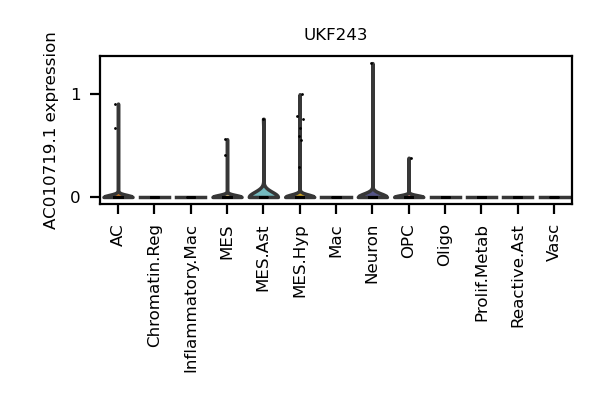 UKF243
AC010719.1 expression
1
0
AC
Chromatin.Reg
Inflammatory.Mac
MES
MES.Ast
MES.Hyp
Mac
Neuron
OPC
Oligo
Prolif.Metab
Reactive.Ast
Vasc